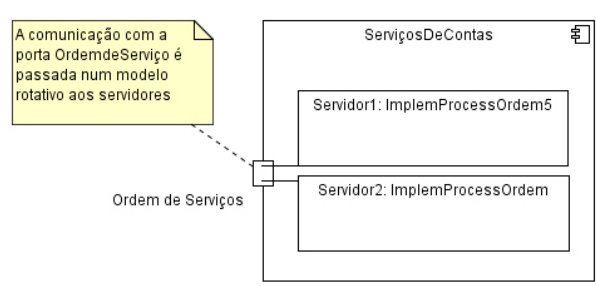 A comunicação com a
porta OrdemdeServiço é
passada num modelo
rotativo aos servidores
ServiçosDeContas
Servidor1: ImplemProcessOrdem5
Servidor2: ImplemProcessOrdem
Ordem de Serviços